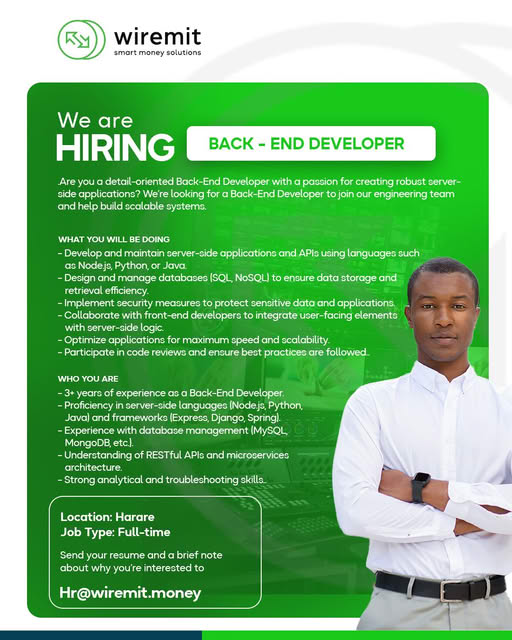 wiremit
smart money solutions
We are
HIRING
BACK - END DEVELOPER
.Are you a detail-oriented Back-End Developer with a passion for creating robust server-
side applications? We're looking for a Back-End Developer to join our engineering team
and help build scalable systems.
WHAT YOU WILL BE DOING
- Develop and maintain server-side applications and APIs using languages such
as Node.js, Python, or Java.
- Design and manage databases (SQL, NoSQL) to ensure data storage and
retrieval efficiency.
- Implement security measures to protect sensitive data and applications.
- Collaborate with front-end developers to integrate user-facing elements
with server-side logic.
- Optimize applications for maximum speed and scalability.
- Participate in code reviews and ensure best practices are followed..
WHO YOU ARE
- 3+ years of experience as a Back-End Developer.
- Proficiency in server-side languages (Node.js, Python,
Java) and frameworks (Express, Django, Spring).
- Experience with database management (MySQL,
MongoDB, etc.).
- Understanding of RESTful APIs and microservices
architecture.
- Strong analytical and troubleshooting skills..
Location: Harare
Job Type: Full-time
Send your resume and a brief note
about why you're interested to
Hr@wiremit.money